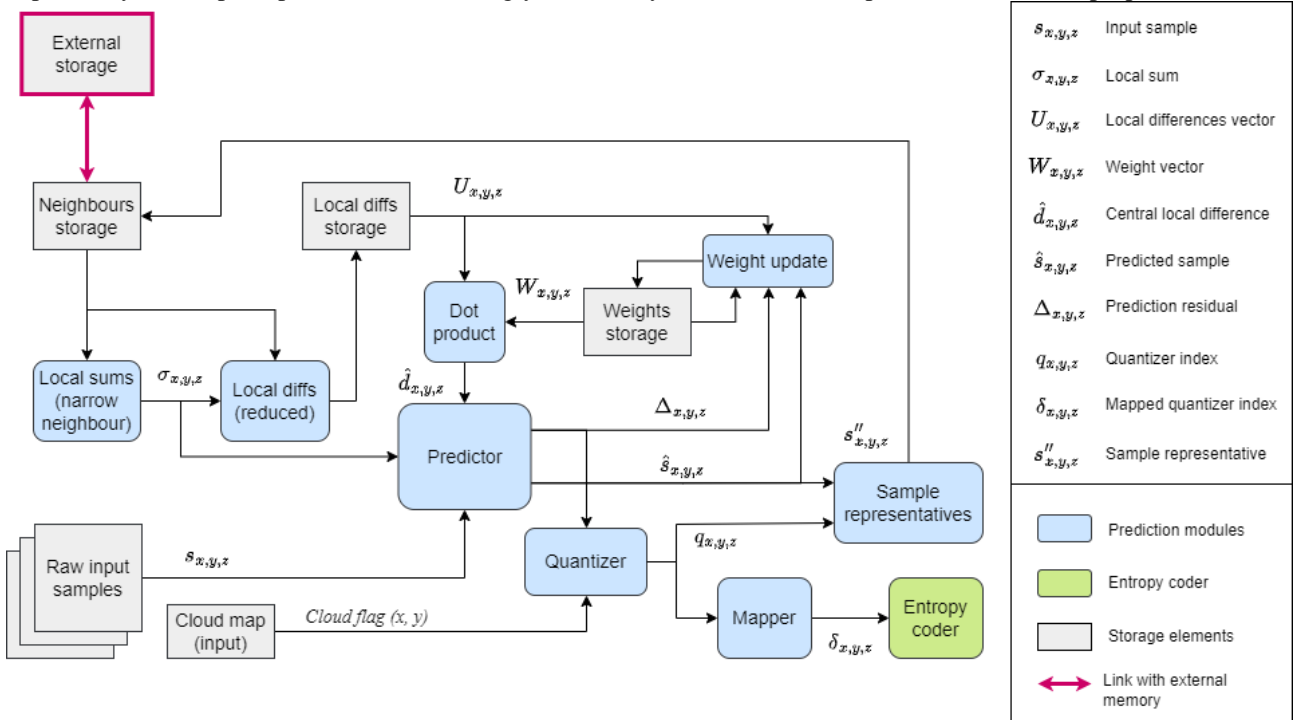 External
storage
Neighbours
storage
Local diffs
storage
U_{x,y,z}
Weight update
W_{x,y,z}
Dot
product
Weights
storage
Local sums
(narrow
neighbour)
σ_{x,y,z}
Local diffs
(reduced)
d̂_{x,y,z}
Δ_{x,y,z}
Predictor
ŝ_{x,y,z}
s''_{x,y,z}
Sample
representatives
Raw input
samples
s_{x,y,z}
Quantizer
q_{x,y,z}
Cloud map
(input)
Cloud flag (x, y)
Mapper
δ_{x,y,z}
Entropy
coder
s_{x,y,z} Input sample
σ_{x,y,z} Local sum
U_{x,y,z} Local differences vector
W_{x,y,z} Weight vector
d̂_{x,y,z} Central local difference
ŝ_{x,y,z} Predicted sample
Δ_{x,y,z} Prediction residual
q_{x,y,z} Quantizer index
δ_{x,y,z} Mapped quantizer index
s''_{x,y,z} Sample representative
Prediction modules
Entropy coder
Storage elements
Link with external
memory